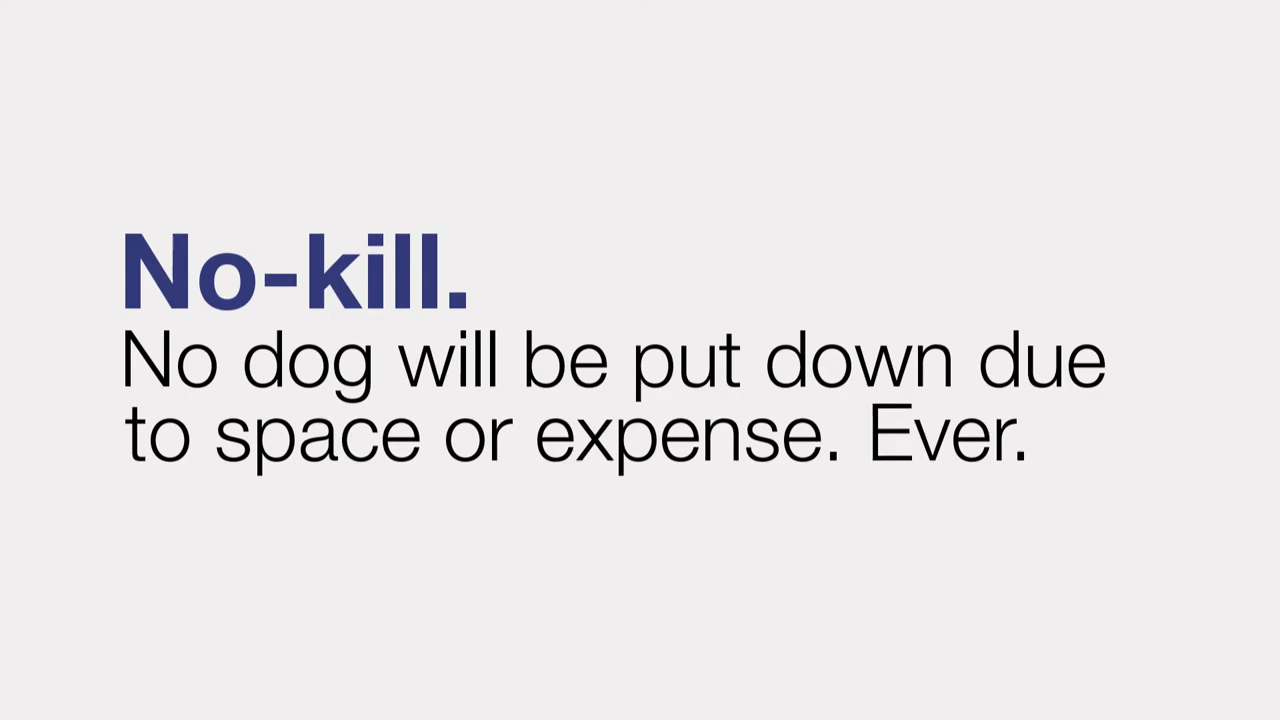 No-kill.
No dog will be put down due
to space or expense. Ever.